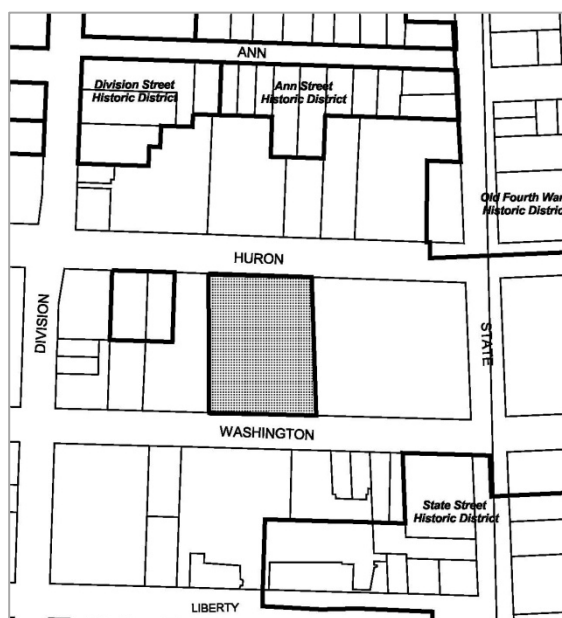 ANN
Division Street
Historic District
Ann Street
Historic District
Old Fourth War
Historic District
HURON
DIVISION
STATE
WASHINGTON
State Street
Historic District
LIBERTY